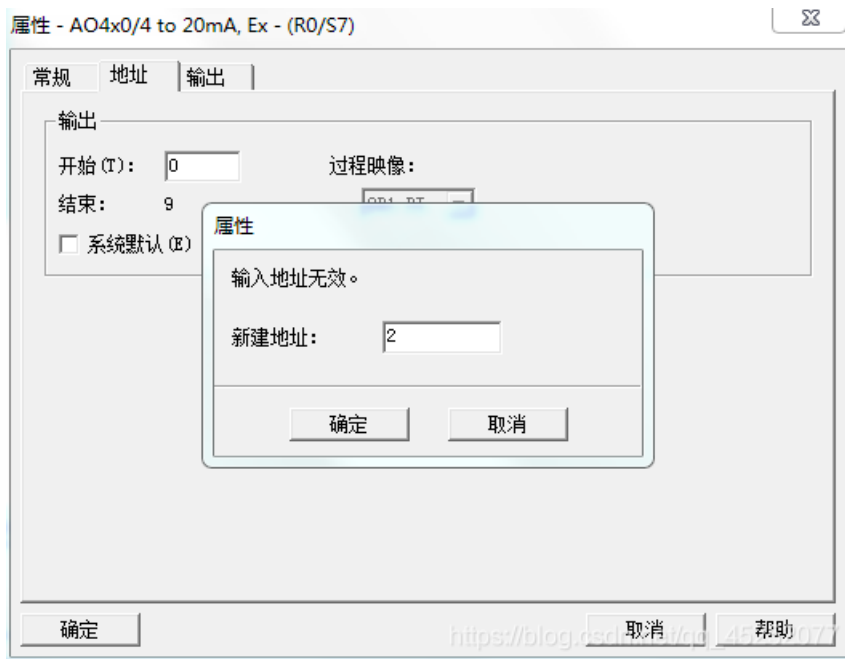 属性 - AO4x0/4 to 20mA, Ex - (R0/S7)
常规 地址 输出
输出
开始(T): 0 过程映像:
结束: 9
系统默认(E)
属性
输入地址无效。
新建地址: 2
确定 取消
确定 取消 帮助